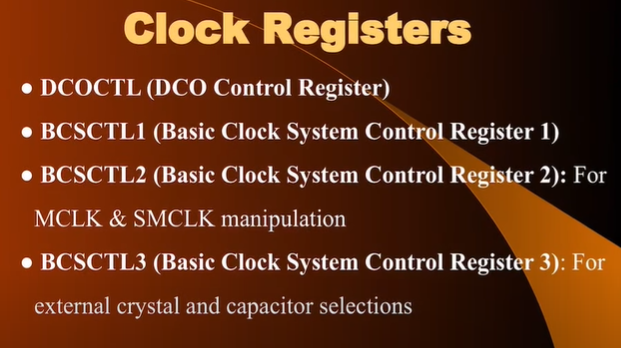 Clock Registers
● DCOCTL (DCO Control Register)
● BCSCTL1 (Basic Clock System Control Register 1)
● BCSCTL2 (Basic Clock System Control Register 2): For
MCLK & SMCLK manipulation
● BCSCTL3 (Basic Clock System Control Register 3): For
external crystal and capacitor selections